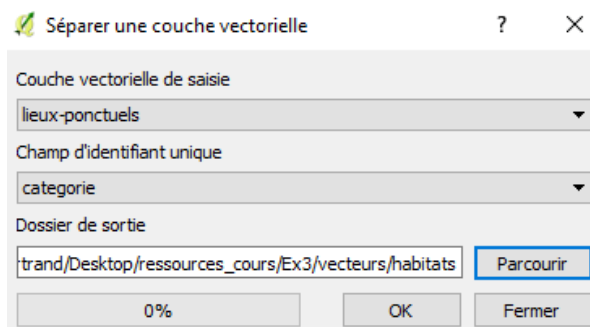 Séparer une couche vectorielle ?
Couche vectorielle de saisie
lieux-ponctuels
Champ d'identifiant unique
categorie
Dossier de sortie
trand/Desktop/ressources_cours/Ex3/vecteurs/habitats Parcourir
0% OK Fermer